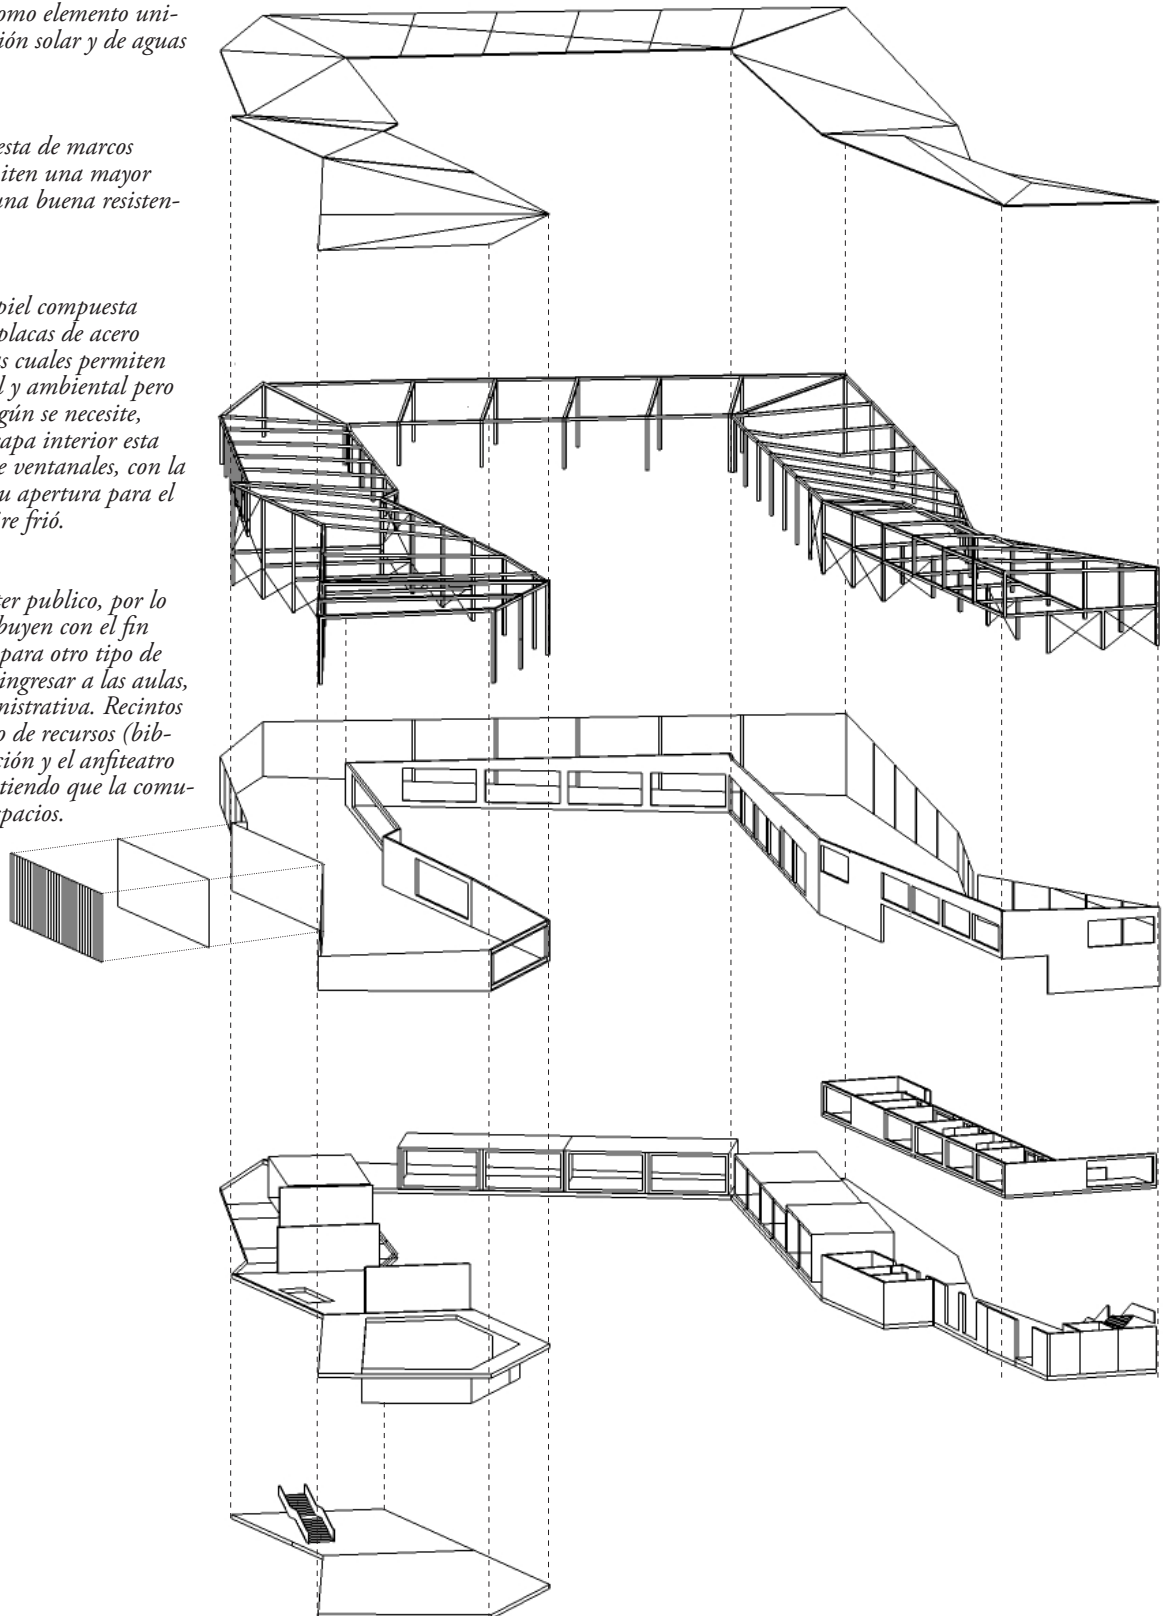 omo elemento uni-
ión solar y de aguas
esta de marcos
iten una mayor
una buena resisten-
piel compuesta
placas de acero
s cuales permiten
l y ambiental pero
gún se necesite,
apa interior esta
e ventanales, con la
u apertura para el
re frió.
ter publico, por lo
buyen con el fin
para otro tipo de
ingresar a las aulas,
nistrativa. Recintos
o de recursos (bib-
ción y el anfiteatro
tiendo que la comu-
spacios.